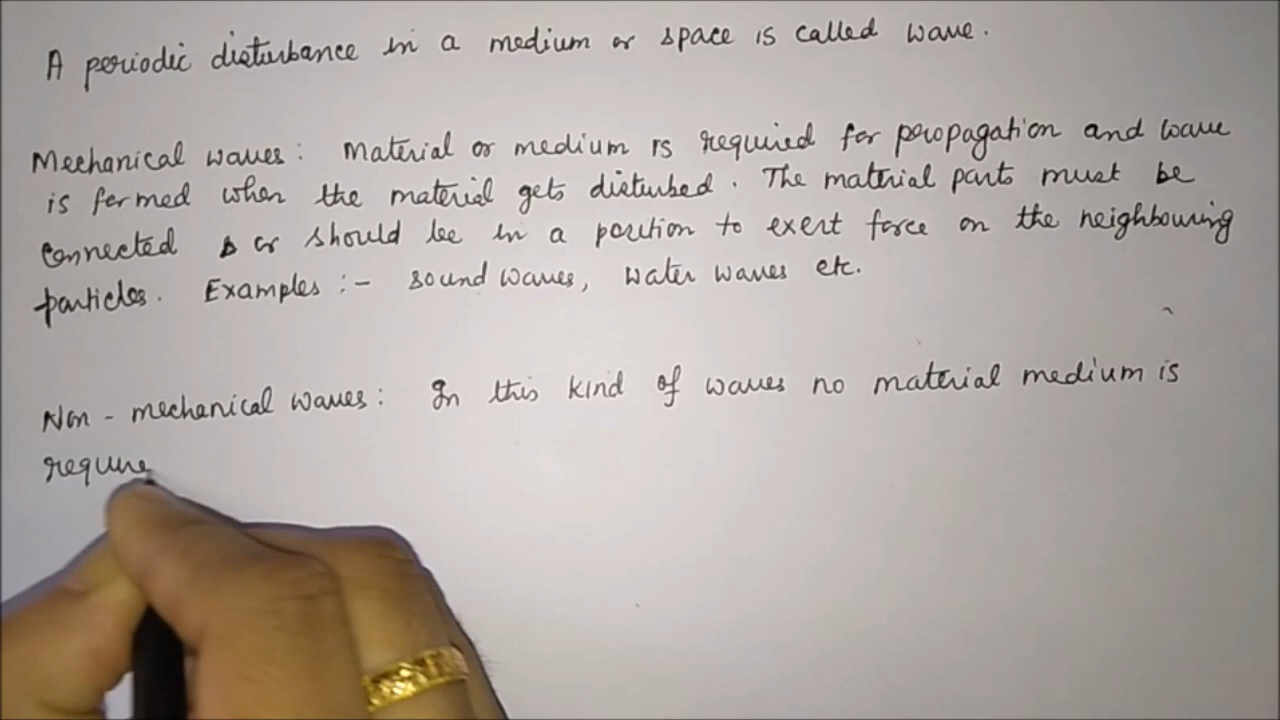 A periodic disturbance in a medium or space is called wave.
Mechanical waves: Material or medium is required for propagation and wave
is formed when the material gets disturbed. The material parts must be
connected or should be in a position to exert force on the neighbouring
particles. Examples :- sound waves, water waves etc.
Non - mechanical waves: In this kind of waves no material medium is
require